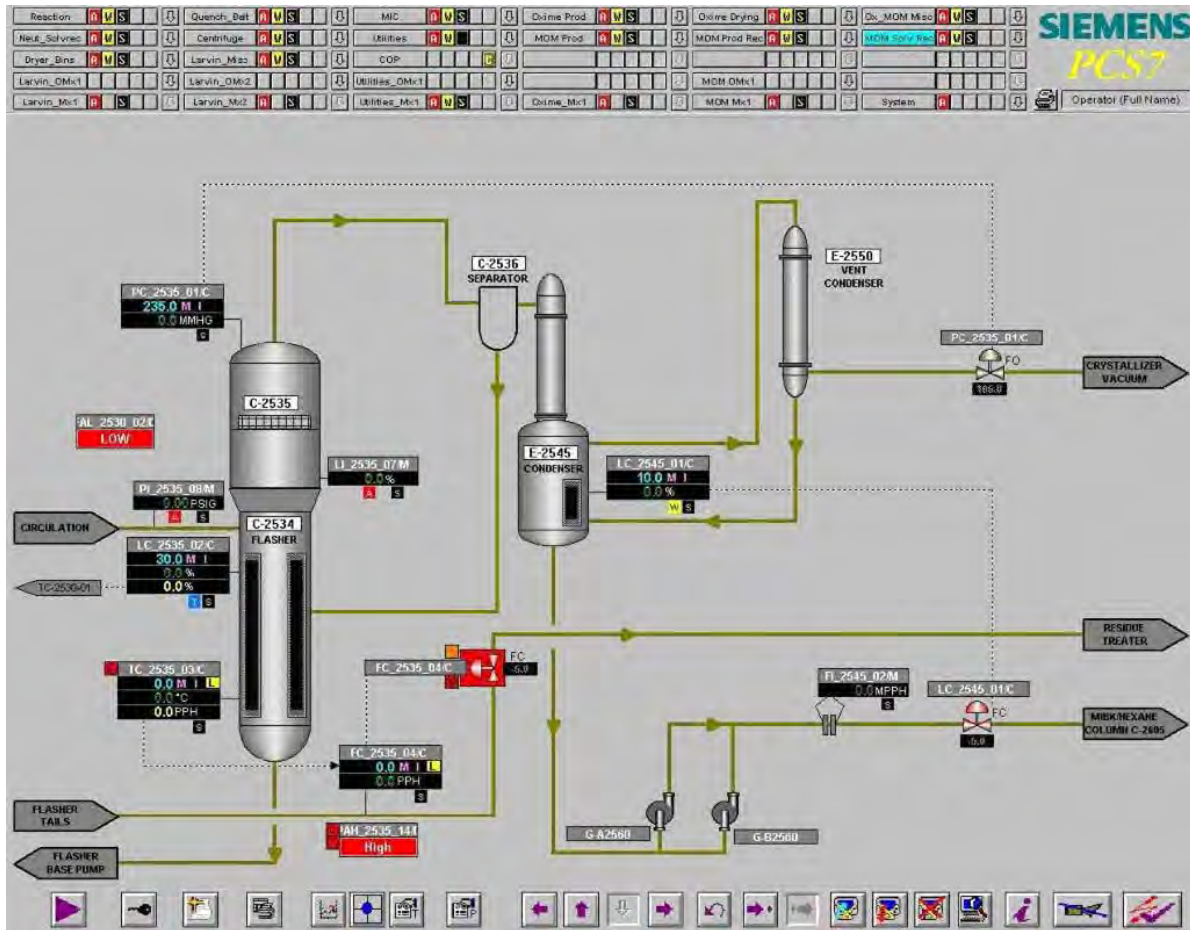 Reaction A W S Quench_Dist A W S MIC A W S Oxime Prod A W S Oxime Drying A W S Ox_MOM Misc A W S
Neut_Solvrec A W S Centrifuge A W S Utilities A W MOM Prod A W S MOM Prod Rec A W S MOM Solv Rec A W S
Dryer_Bins A W S Larvin_Misc A W S COP
Larvin_OMx1 Larvin_OMx2 Utilities_OMx1 MOM OMx1
Larvin_Mx1 A S Larvin_Mx2 A S Utilities_Mx1 A W S Oxime_Mx1 A S MOM Mx1 A S System A
SIEMENS
PCS7
Operator (Full Name)
PC_2535_01/C
235.0 M I
0.0 MMHG
C-2536
SEPARATOR
E-2550
VENT
CONDENSER
PC_2535_01/C
FO
CRYSTALLIZER
VACUUM
C-2535
AL_2530_02/C
LOW
LI_2535_07/M
0.0 %
A S
E-2545
CONDENSER
LC_2545_01/C
10.0 M I
0.0 %
W S
PI_2535_08/M
0.00 PSIG
A S
CIRCULATION
C-2534
FLASHER
LC_2535_02/C
30.0 M I
0.0 %
0.0 %
T S
TC-2530-01
RESIDUE
TREATER
TC_2535_03/C
0.0 M I L
0.0 °C
0.0 PPH
S
FC_2535_04/C
FC
-5.0
FI_2545_02/M
0.0 MPPH
S
LC_2545_01/C
FC
-5.0
MIBK/HEXANE
COLUMN C-2605
FC_2535_04/C
0.0 M I L
0.0 PPH
S
FLASHER
TAILS
PAH_2535_14/
High
G-A2560
G-B2560
FLASHER
BASE PUMP